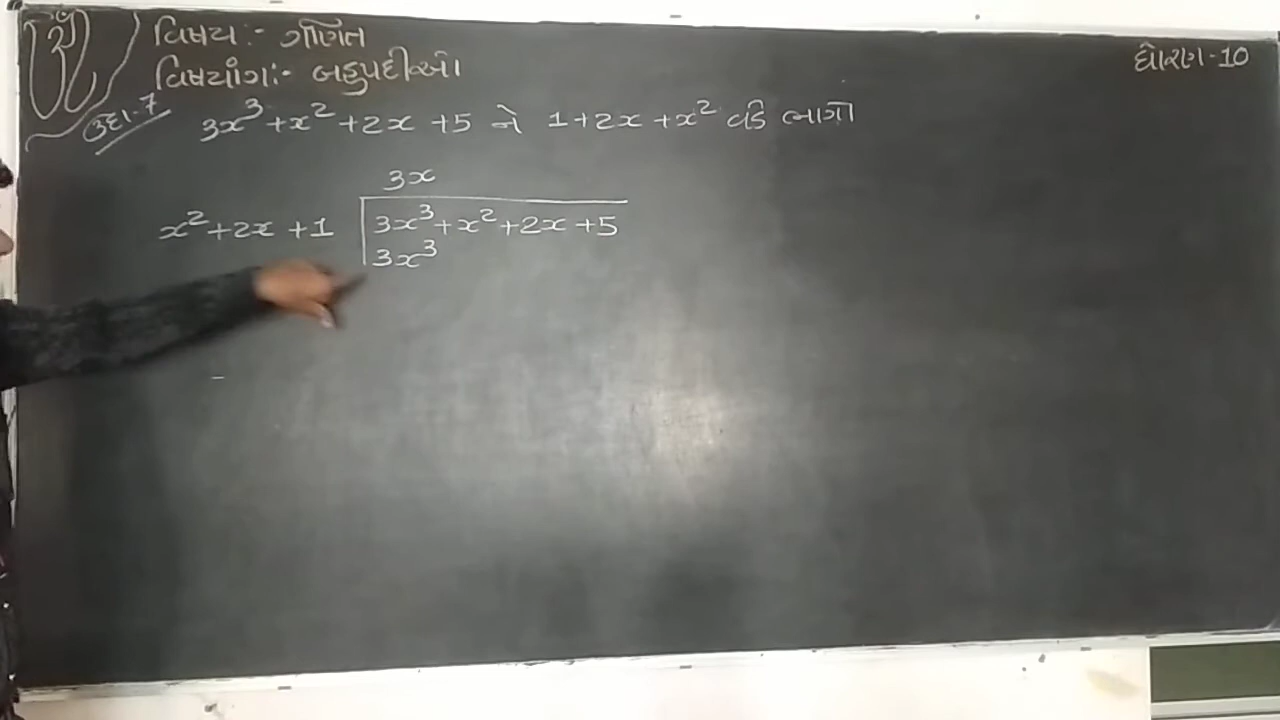 વિષય:- ગણિત
વિષયાંગ:- બહુપદીઓ
ધોરણ-10
ઉદા-7 3x³+x²+2x+5 ને 1+2x+x² વડે ભાગો
3x
x²+2x+1 3x³+x²+2x+5
3x³